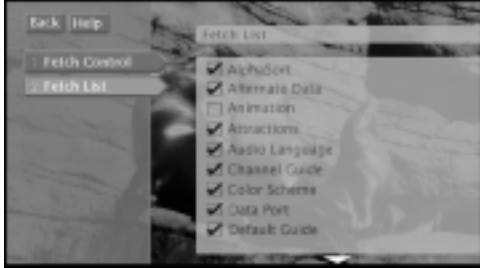 Back Help
Fetch List
1 Fetch Control
2 Fetch List
AlphaSort
Alternate Data
Animation
Attractions
Audio Language
Channel Guide
Color Scheme
Data Port
Default Guide